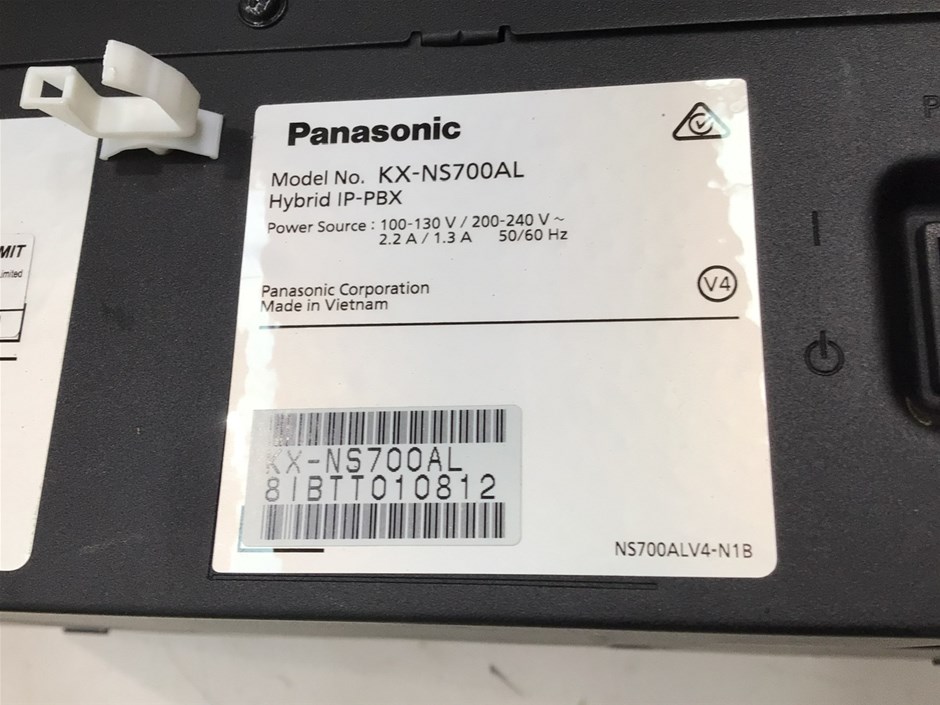 Panasonic
Model No. KX-NS700AL
Hybrid IP-PBX
Power Source : 100-130 V / 200-240 V ~
2.2 A / 1.3 A 50/60 Hz
Panasonic Corporation
Made in Vietnam
V4
KX-NS700AL
8IBTT010812
NS700ALV4-N1B
MIT
P